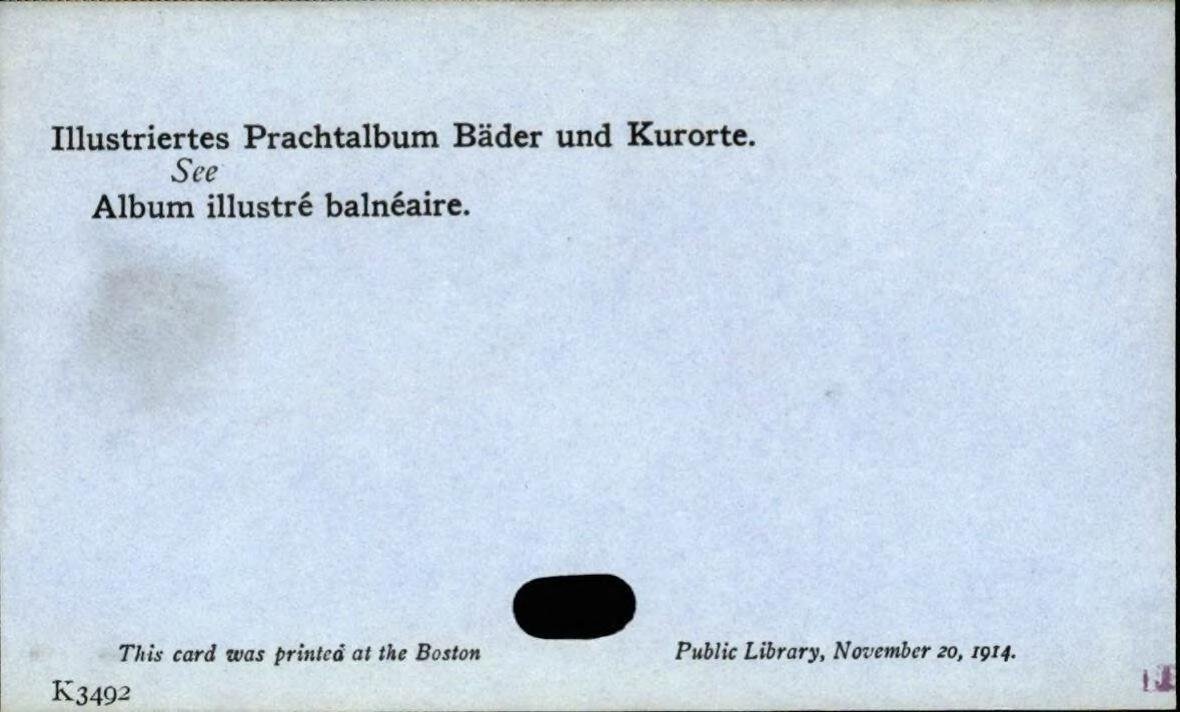 Illustriertes Prachtalbum Bäder und Kurorte.
See
Album illustré balnéaire.
This card was printed at the Boston Public Library, November 20, 1914.
K3492